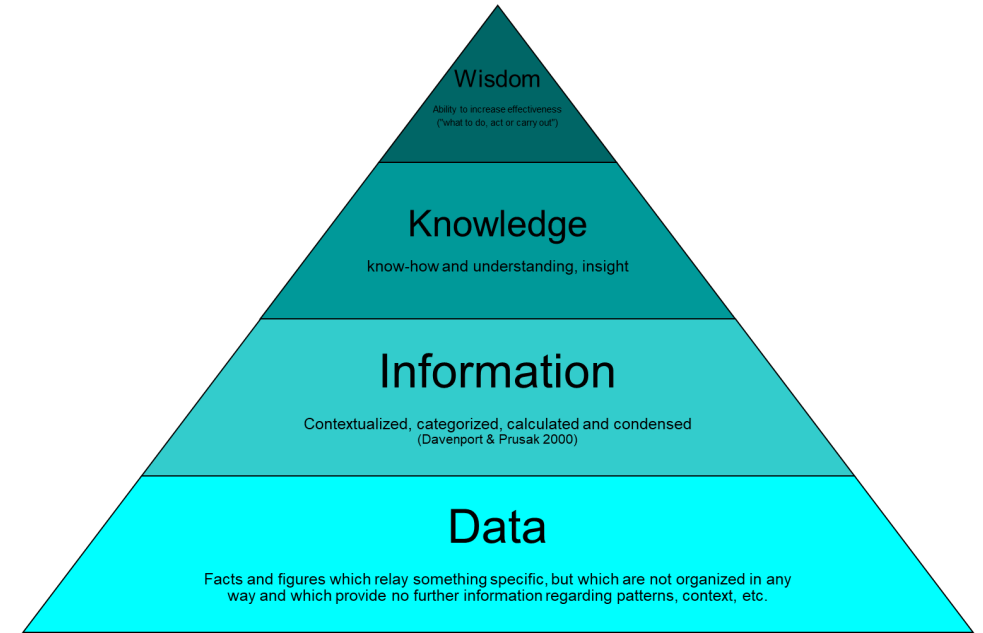 Wisdom
Ability to increase effectiveness
("what to do, act or carry out")
Knowledge
know-how and understanding, insight
Information
Contextualized, categorized, calculated and condensed
(Davenport & Prusak 2000)
Data
Facts and figures which relay something specific, but which are not organized in any
way and which provide no further information regarding patterns, context, etc.